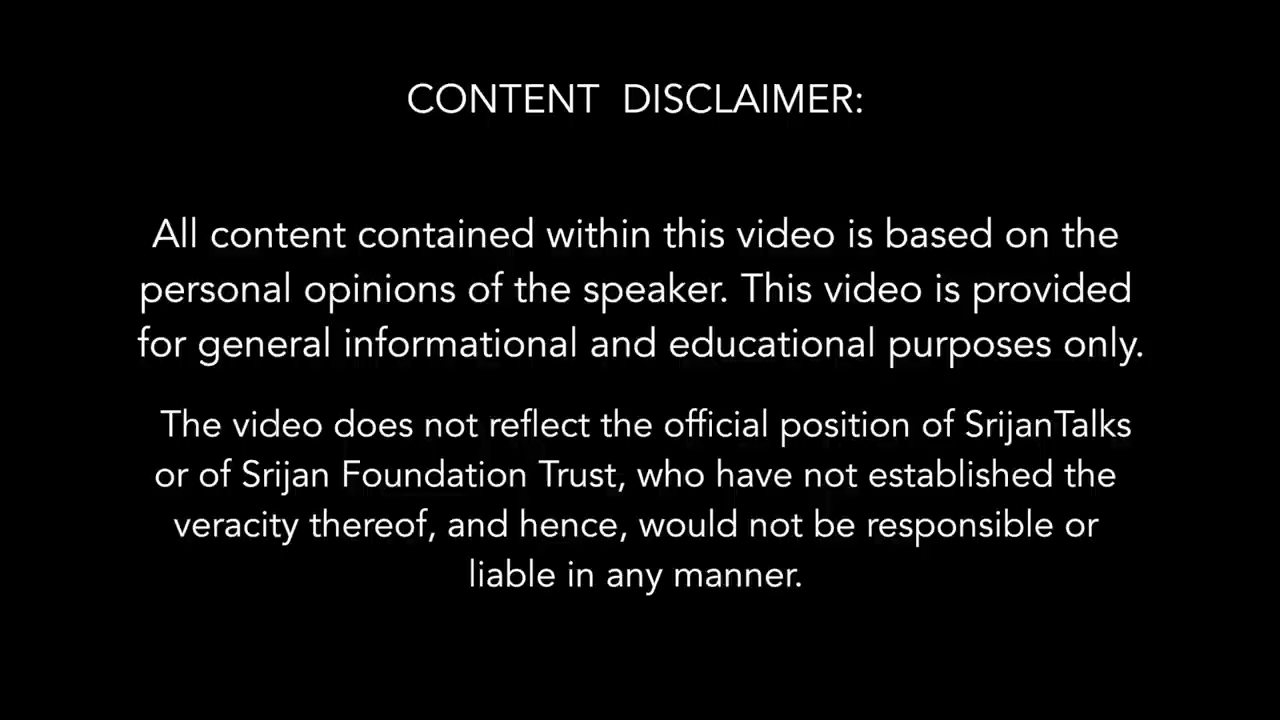 CONTENT DISCLAIMER:
All content contained within this video is based on the
personal opinions of the speaker. This video is provided
for general informational and educational purposes only.
The video does not reflect the official position of SrijanTalks
or of Srijan Foundation Trust, who have not established the
veracity thereof, and hence, would not be responsible or
liable in any manner.